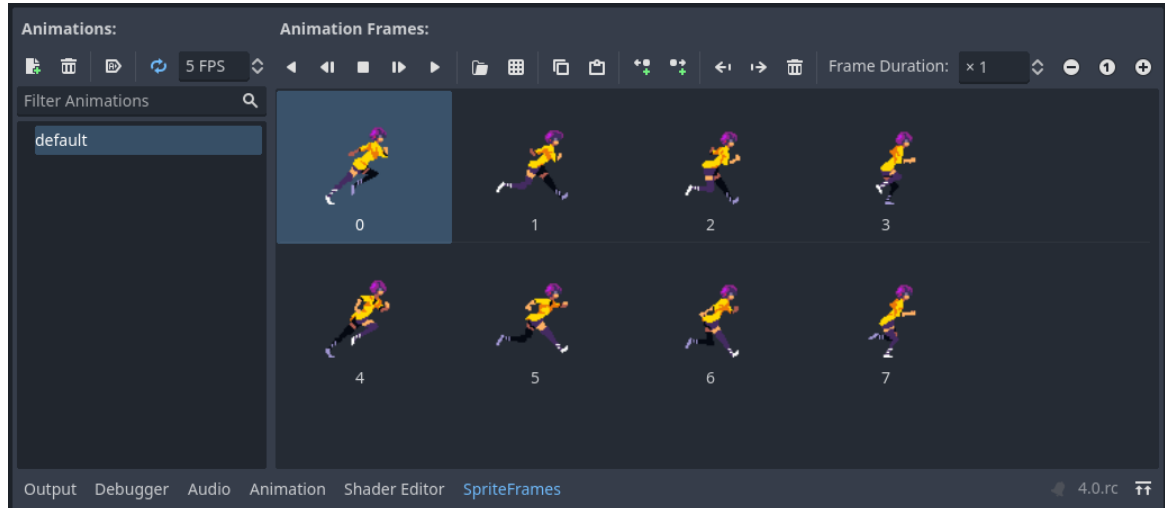 Animations: Animation Frames:
5 FPS Frame Duration: × 1
Filter Animations
default
0 1 2 3
4 5 6 7
Output Debugger Audio Animation Shader Editor SpriteFrames 4.0.rc